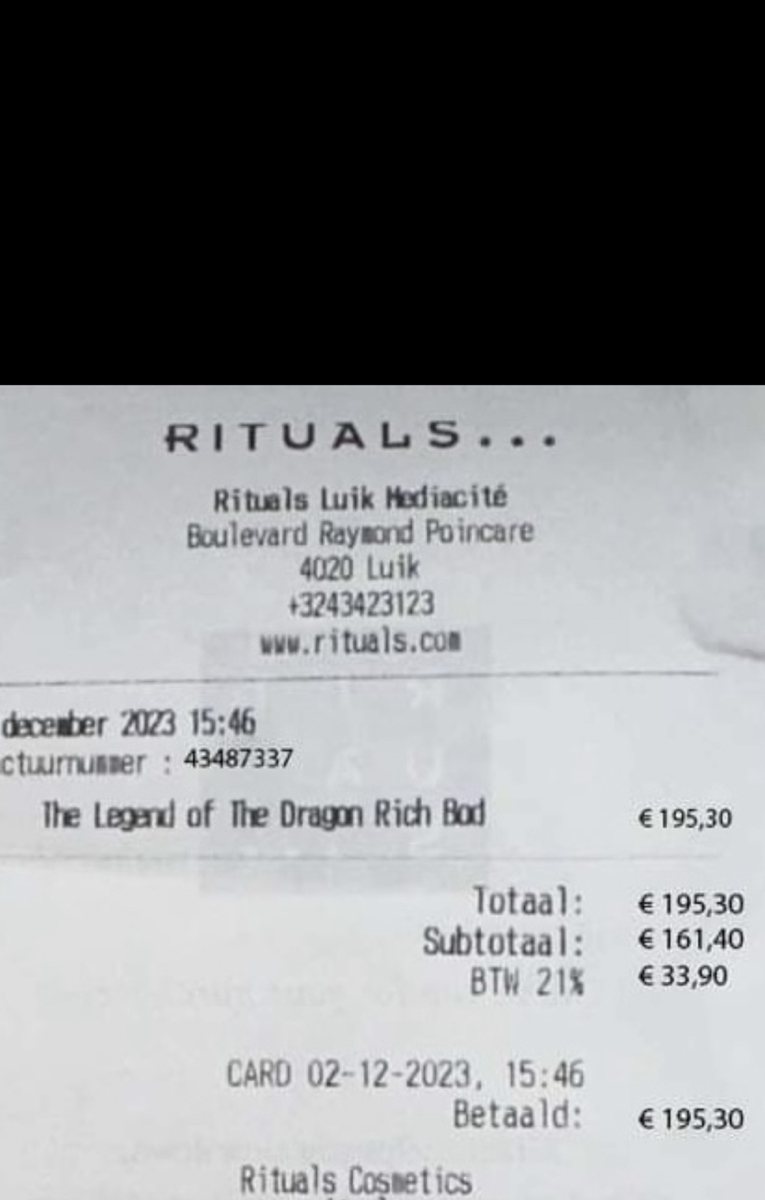 RITUALS...
Rituals Luik Mediacité
Boulevard Raymond Poincare
4020 Luik
+3243423123
www.rituals.com
december 2023 15:46
ctuurnummer : 43487337
The Legend of The Dragon Rich Bod € 195,30
Totaal: € 195,30
Subtotaal: € 161,40
BTW 21% € 33,90
CARD 02-12-2023, 15:46
Betaald: € 195,30
Rituals Cosmetics